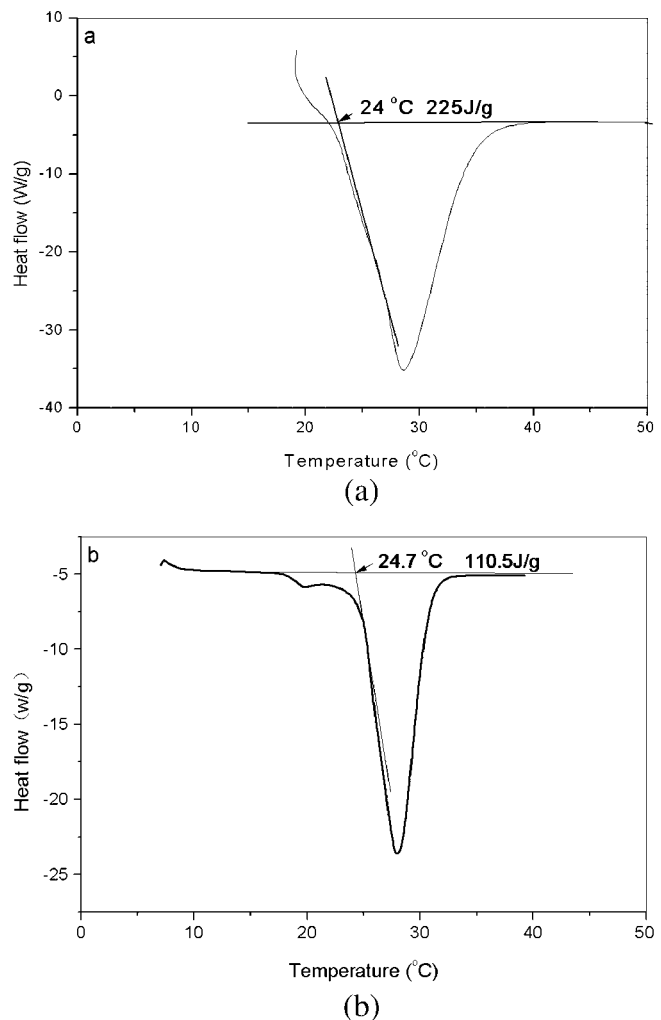 a
10
0
-10
-20
-30
-40
Heat flow (W/g)
24 °C 225J/g
0 10 20 30 40 50
Temperature (°C)
(a)
b
-5
-10
-15
-20
-25
Heat flow (w/g)
24.7 °C 110.5J/g
0 10 20 30 40 50
Temperature (°C)
(b)